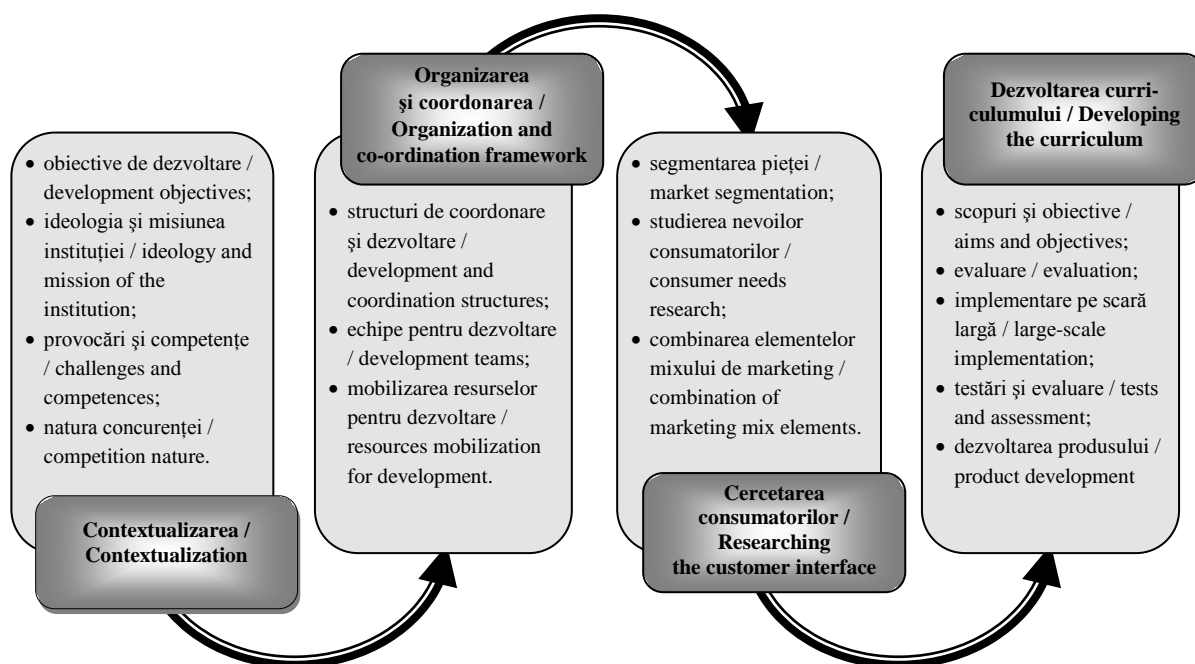 • obiective de dezvoltare /
development objectives;
• ideologia şi misiunea
instituției / ideology and
mission of the
institution;
• provocări şi competențe
/ challenges and
competences;
• natura concurenței /
competition nature.
Contextualizarea /
Contextualization
Organizarea
şi coordonarea /
Organization and
co-ordination framework
• structuri de coordonare
şi dezvoltare /
development and
coordination structures;
• echipe pentru dezvoltare
/ development teams;
• mobilizarea resurselor
pentru dezvoltare /
resources mobilization
for development.
• segmentarea pieței /
market segmentation;
• studierea nevoilor
consumatorilor /
consumer needs
research;
• combinarea elementelor
mixului de marketing /
combination of
marketing mix elements.
Cercetarea
consumatorilor /
Researching
the customer interface
Dezvoltarea curri-
culumului / Developing
the curriculum
• scopuri şi obiective /
aims and objectives;
• evaluare / evaluation;
• implementare pe scară
largă / large-scale
implementation;
• testări şi evaluare / tests
and assessment;
• dezvoltarea produsului /
product development